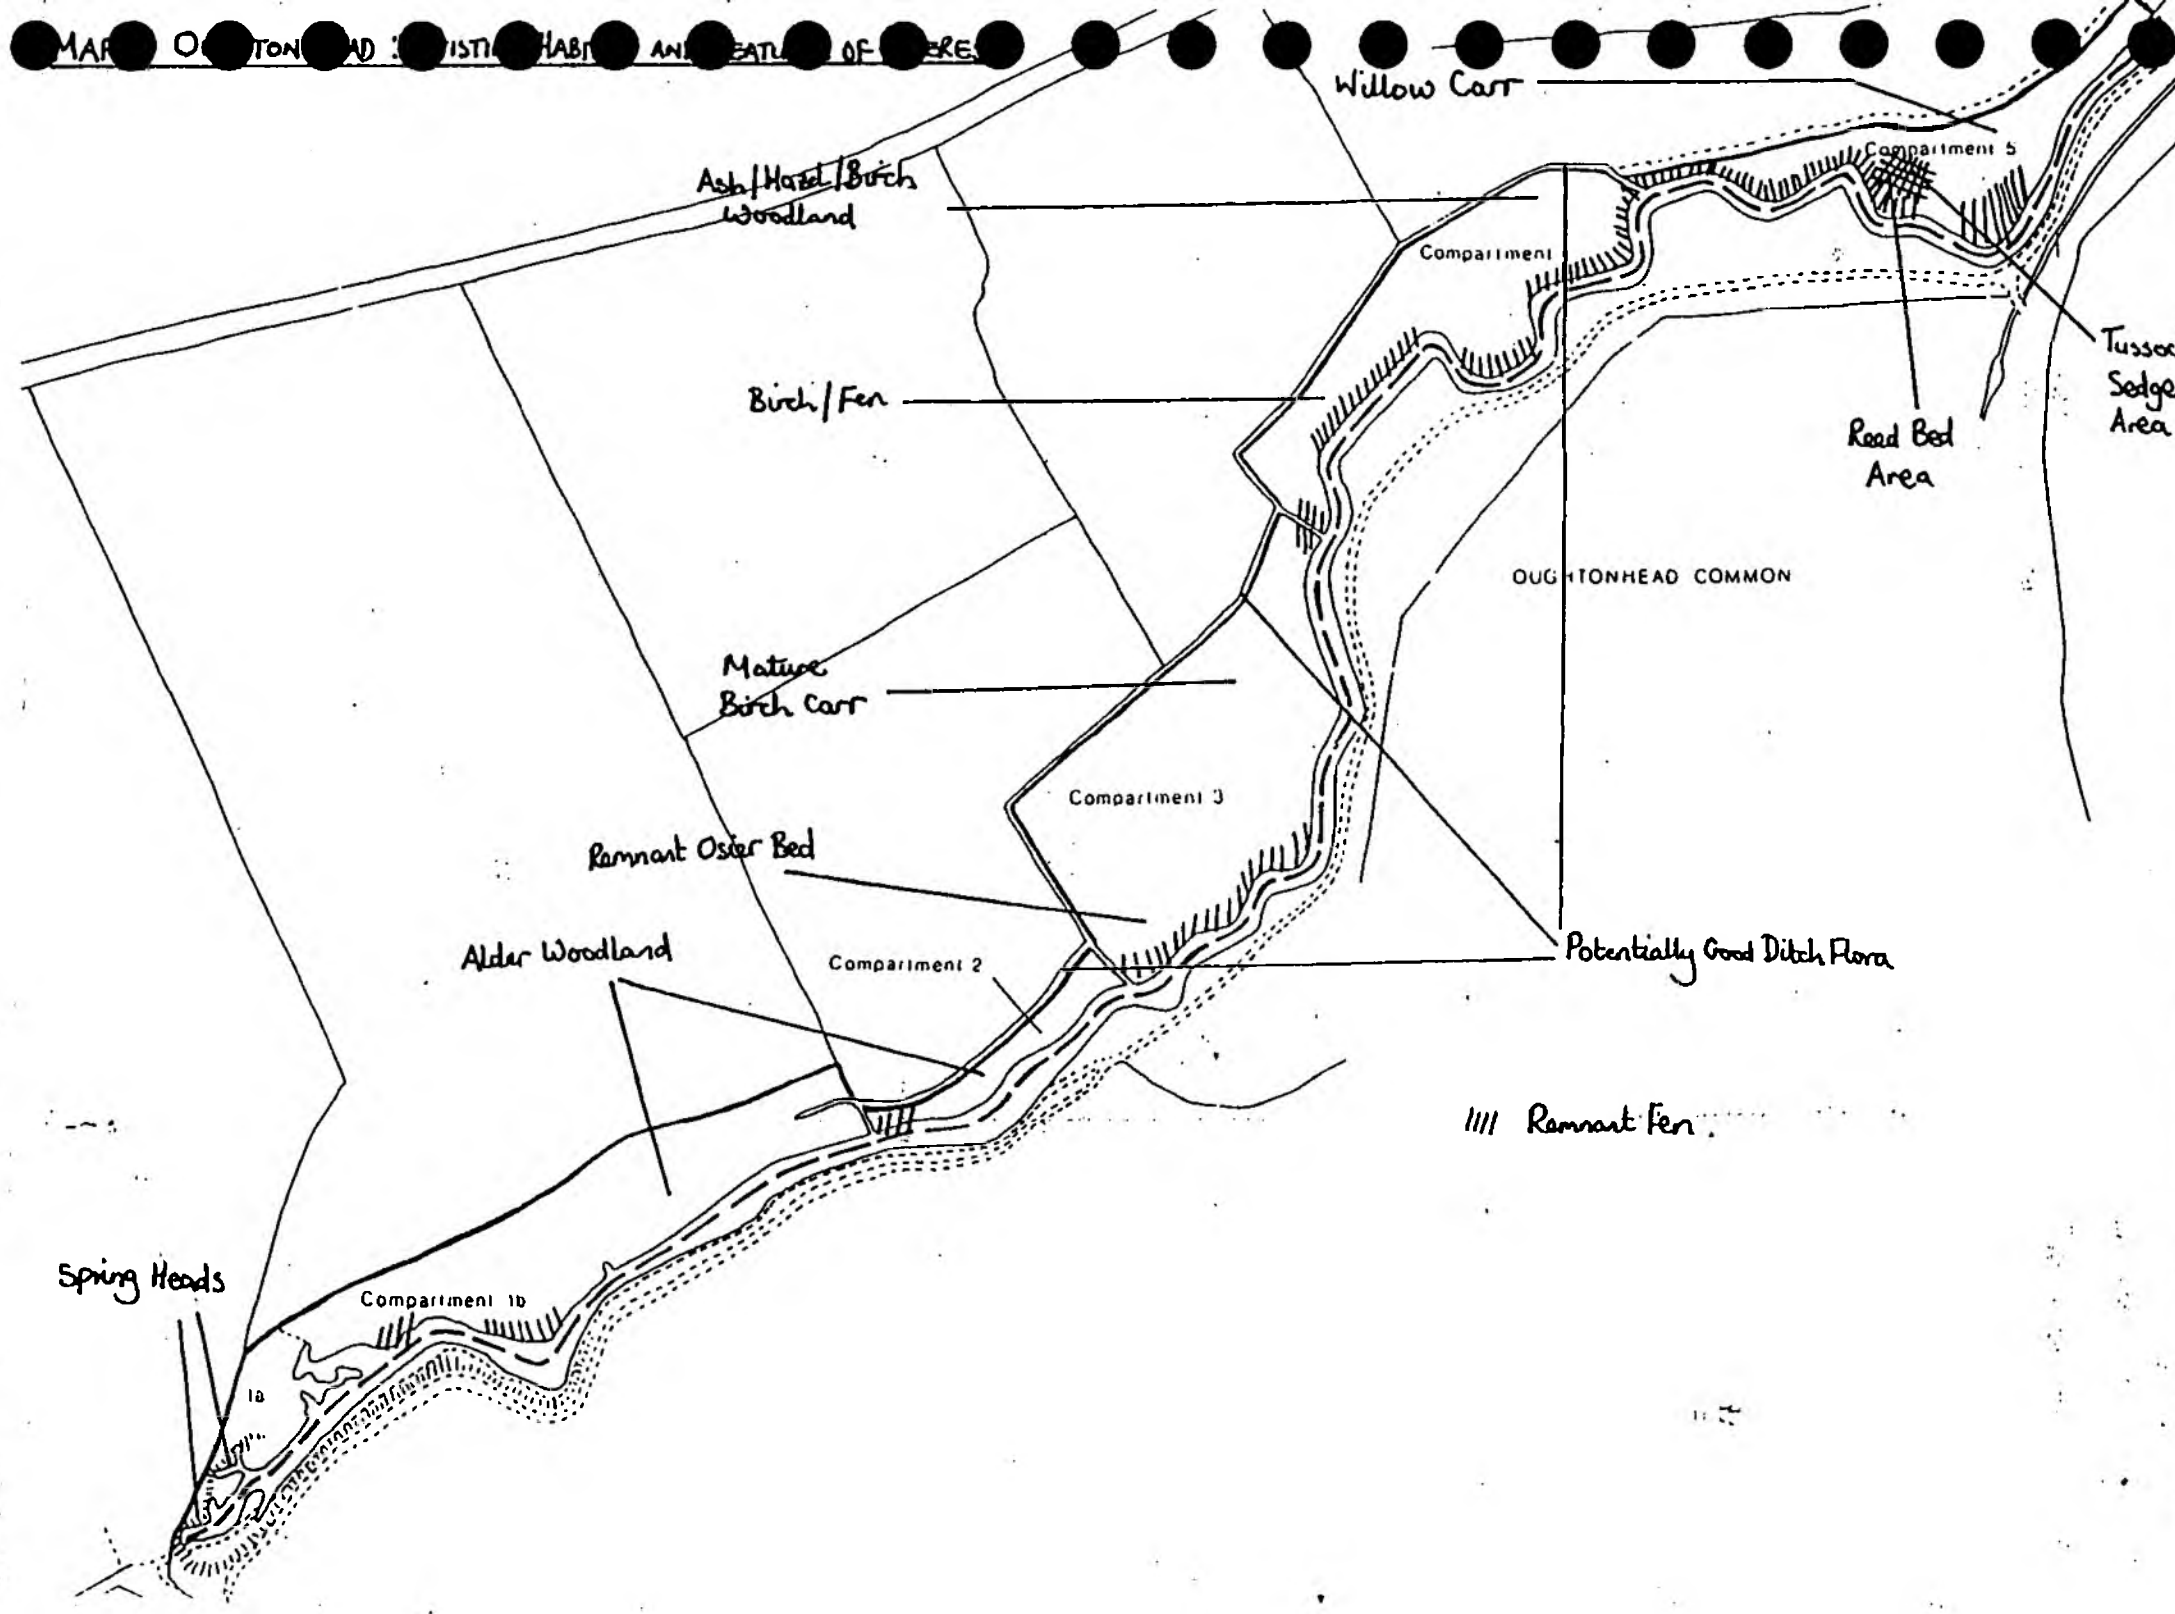 MAP
OF
Willow Carr
Compartment 5
Ash/Hazel/Birch
Woodland
Compartment
Tussoc
Sedge
Area
Birch/Fen
Reed Bed
Area
OUGHTONHEAD COMMON
Mature
Birch Carr
Compartment 3
Remnant Osier Bed
Alder Woodland
Compartment 2
Potentially Good Ditch Flora
//// Remnant Fen
Spring Heads
Compartment 1b
1a